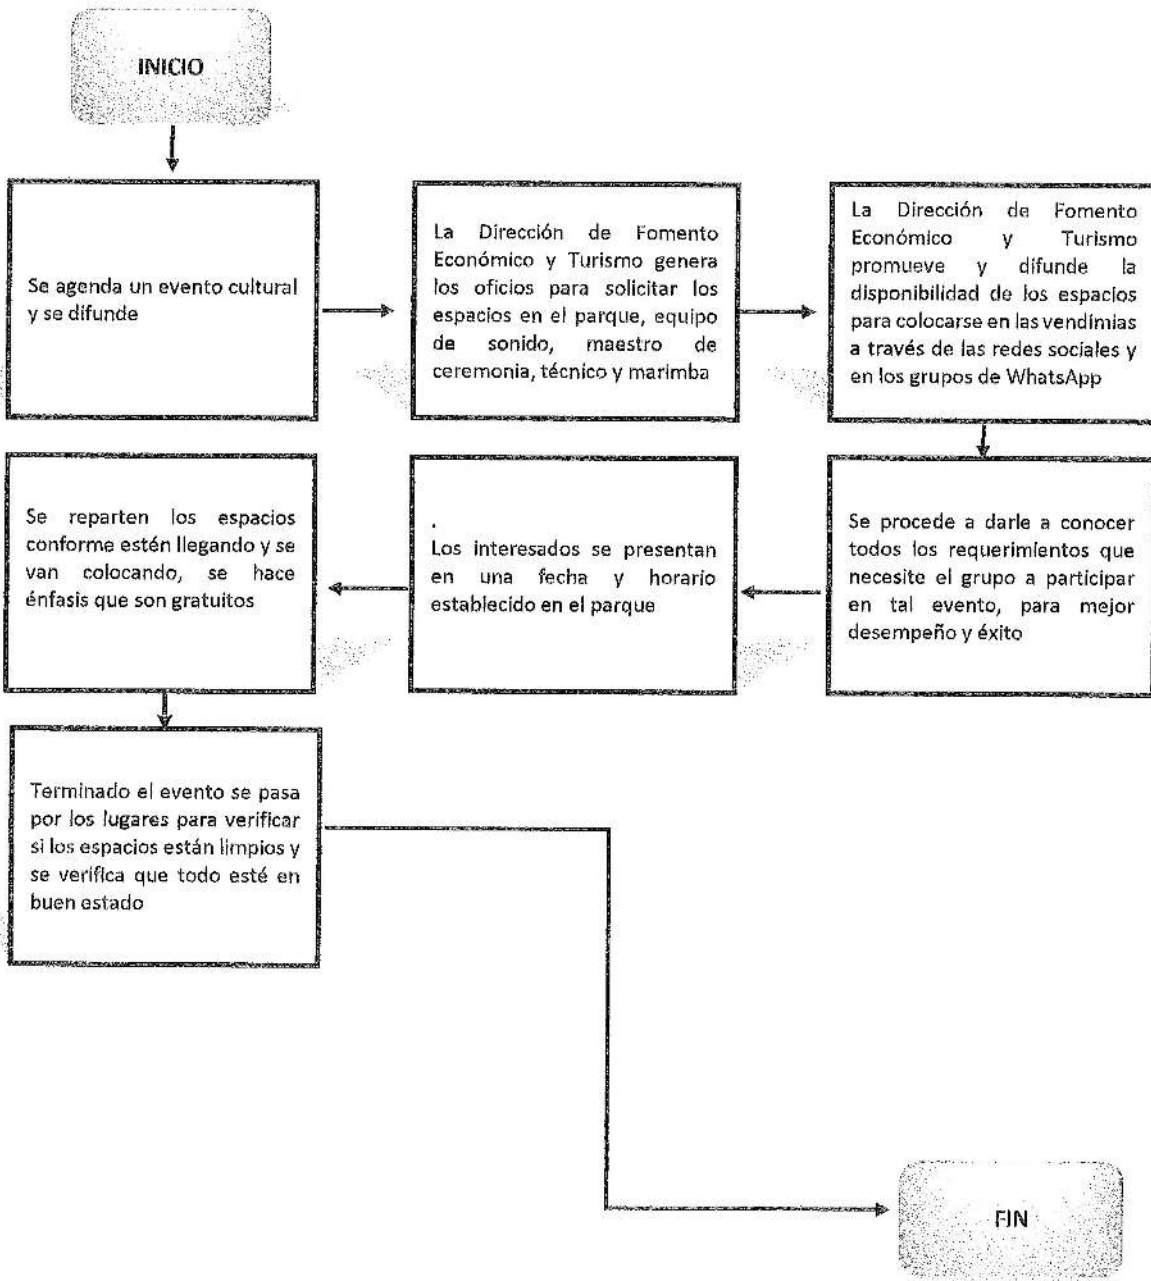 INICIO
Se agenda un evento cultural
y se difunde
La Dirección de Fomento
Económico y Turismo genera
los oficios para solicitar los
espacios en el parque, equipo
de sonido, maestro de
ceremonia, técnico y marimba
La Dirección de Fomento
Económico y Turismo
promueve y difunde la
disponibilidad de los espacios
para colocarse en las vendímias
a través de las redes sociales y
en los grupos de WhatsApp
Se procede a darle a conocer
todos los requerimientos que
necesite el grupo a participar
en tal evento, para mejor
desempeño y éxito
.
Los interesados se presentan
en una fecha y horario
establecido en el parque
Se reparten los espacios
conforme estén llegando y se
van colocando, se hace
énfasis que son gratuitos
Terminado el evento se pasa
por los lugares para verificar
si los espacios están limpios y
se verifica que todo esté en
buen estado
FIN